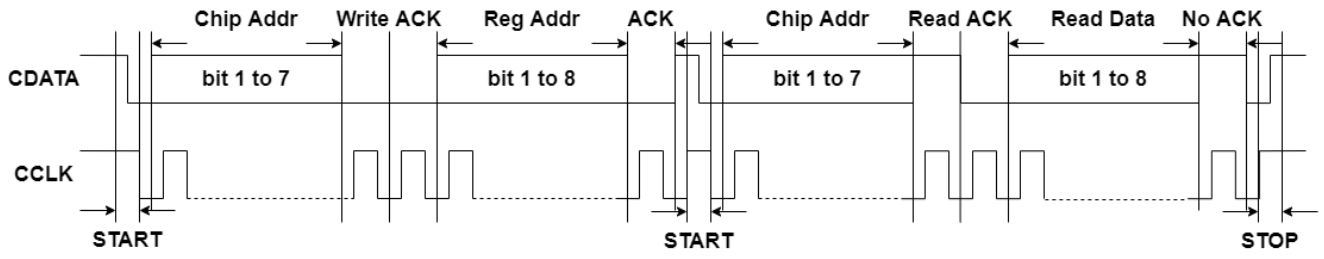 Chip Addr Write ACK Reg Addr ACK Chip Addr Read ACK Read Data No ACK
CDATA bit 1 to 7 bit 1 to 8 bit 1 to 7 bit 1 to 8
CCLK
START START STOP